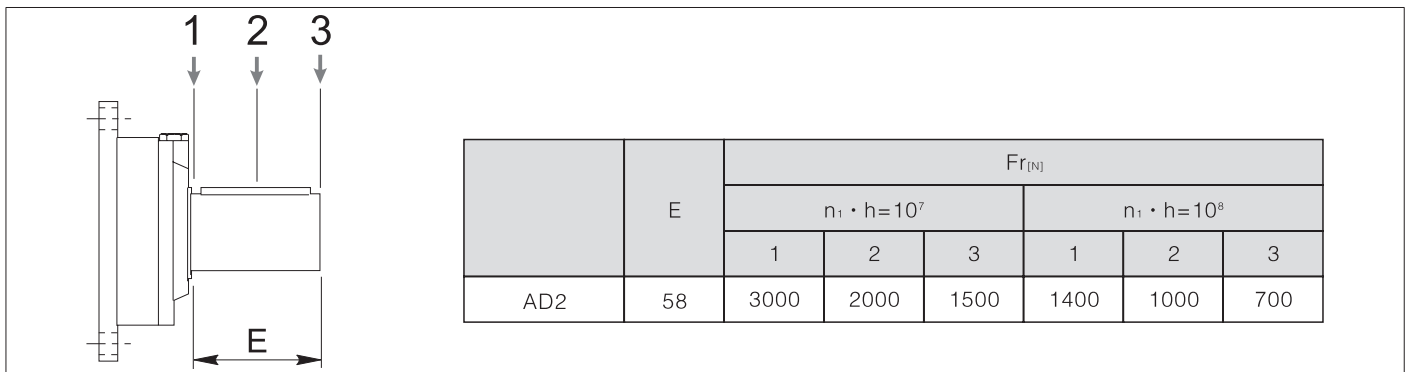 1 2 3
E
E Fr[N]
n₁ · h=10⁷ n₁ · h=10⁸
1 2 3 1 2 3
AD2 58 3000 2000 1500 1400 1000 700